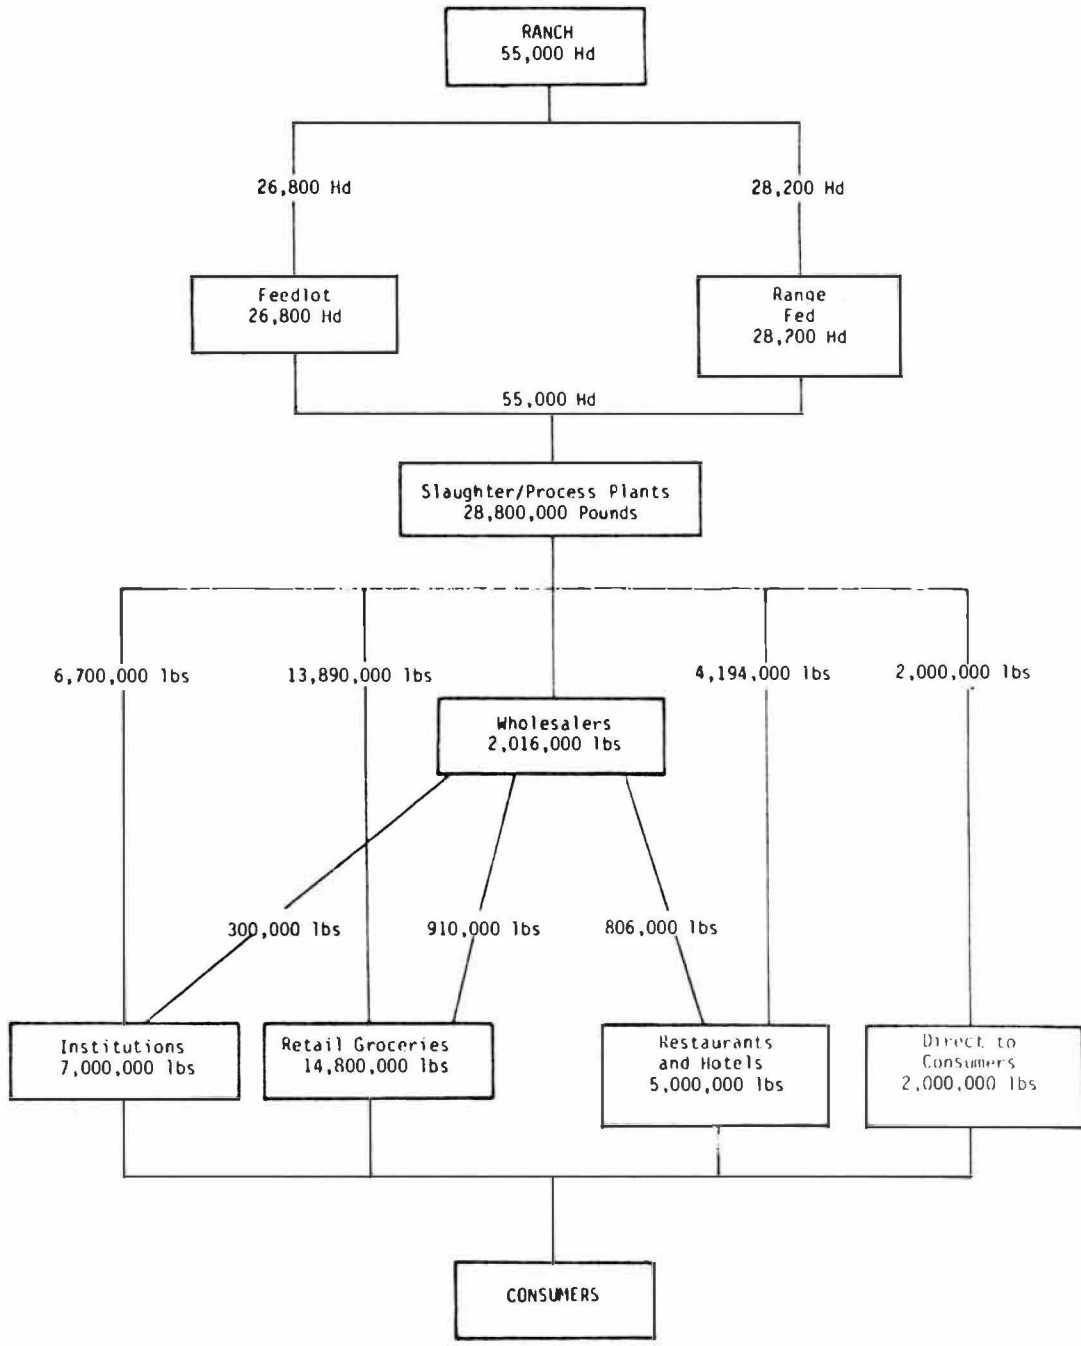 RANCH
55,000 Hd
26,800 Hd
28,200 Hd
Feedlot
26,800 Hd
Range
Fed
28,200 Hd
55,000 Hd
Slaughter/Process Plants
28,800,000 Pounds
6,700,000 lbs
13,890,000 lbs
4,194,000 lbs
2,000,000 lbs
Wholesalers
2,016,000 lbs
300,000 lbs
910,000 lbs
806,000 lbs
Institutions
7,000,000 lbs
Retail Groceries
14,800,000 lbs
Restaurants
and Hotels
5,000,000 lbs
Direct to
Consumers
2,000,000 lbs
CONSUMERS